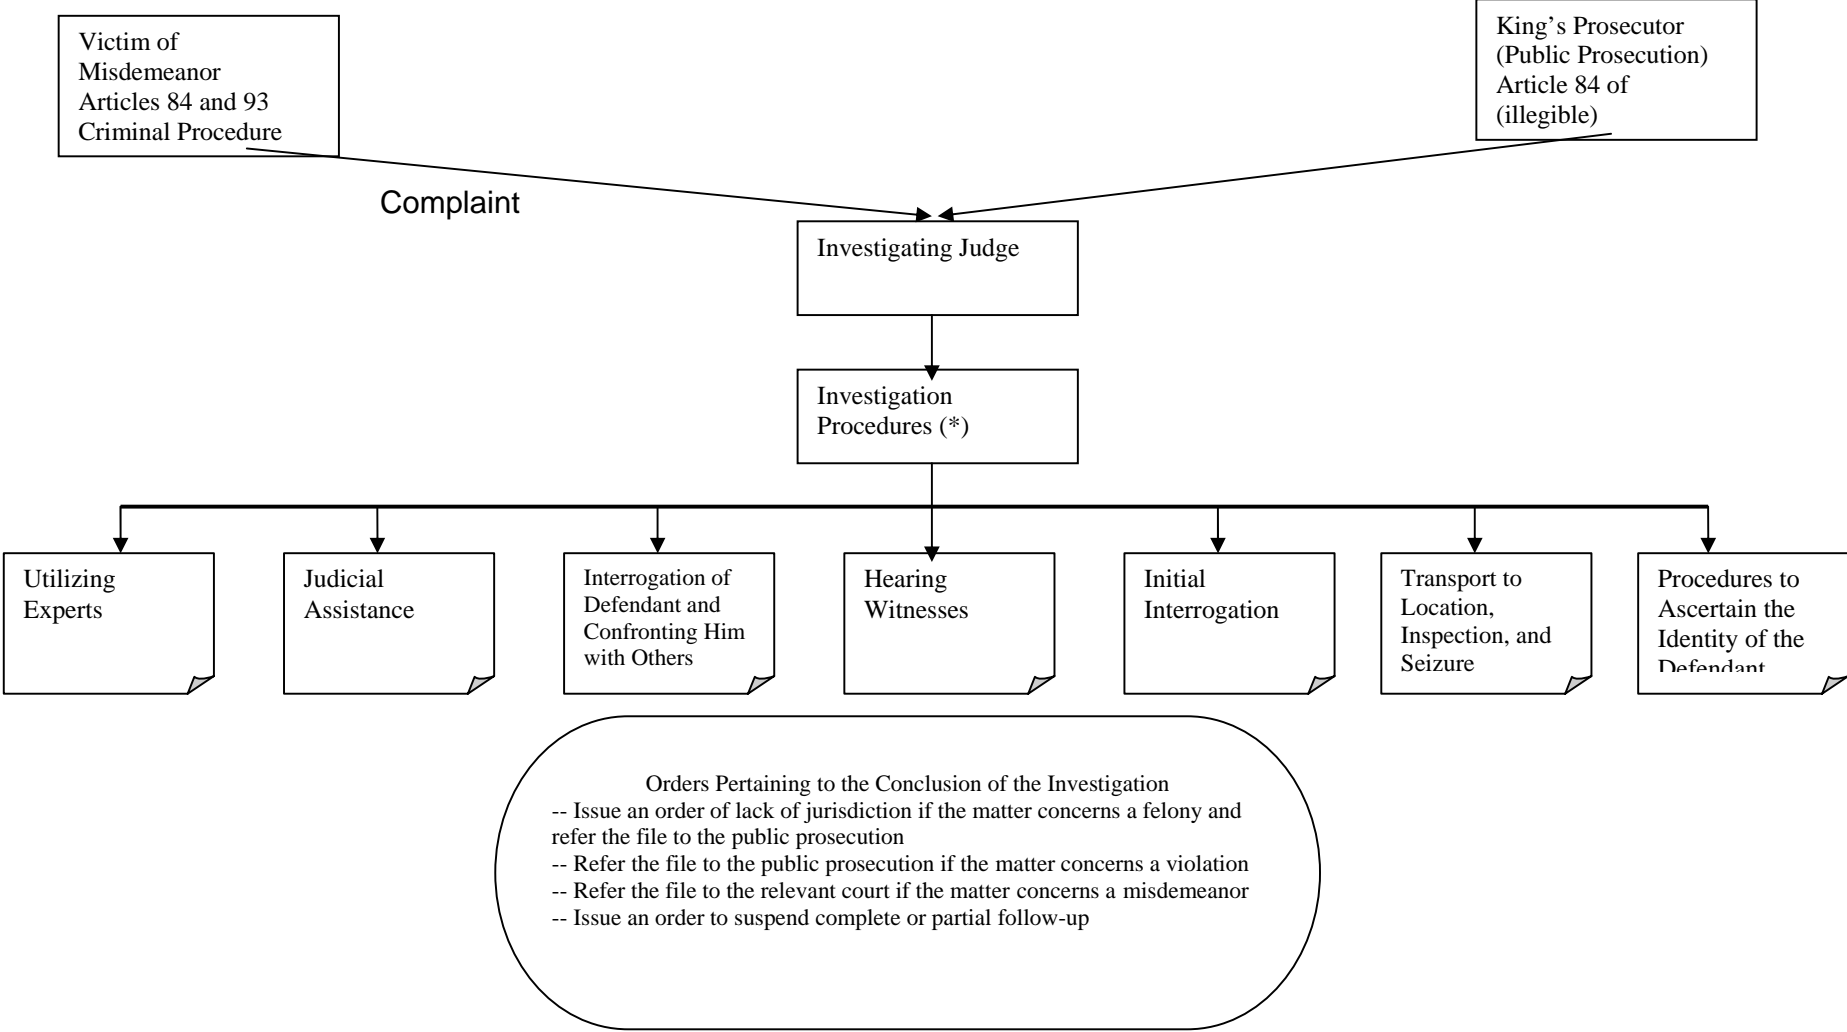 Victim of
Misdemeanor
Articles 84 and 93
Criminal Procedure
King’s Prosecutor
(Public Prosecution)
Article 84 of
(illegible)
Complaint
Investigating Judge
Investigation
Procedures (*)
Utilizing
Experts
Judicial
Assistance
Interrogation of
Defendant and
Confronting Him
with Others
Hearing
Witnesses
Initial
Interrogation
Transport to
Location,
Inspection, and
Seizure
Procedures to
Ascertain the
Identity of the
Defendant
Orders Pertaining to the Conclusion of the Investigation
-- Issue an order of lack of jurisdiction if the matter concerns a felony and
refer the file to the public prosecution
-- Refer the file to the public prosecution if the matter concerns a violation
-- Refer the file to the relevant court if the matter concerns a misdemeanor
-- Issue an order to suspend complete or partial follow-up